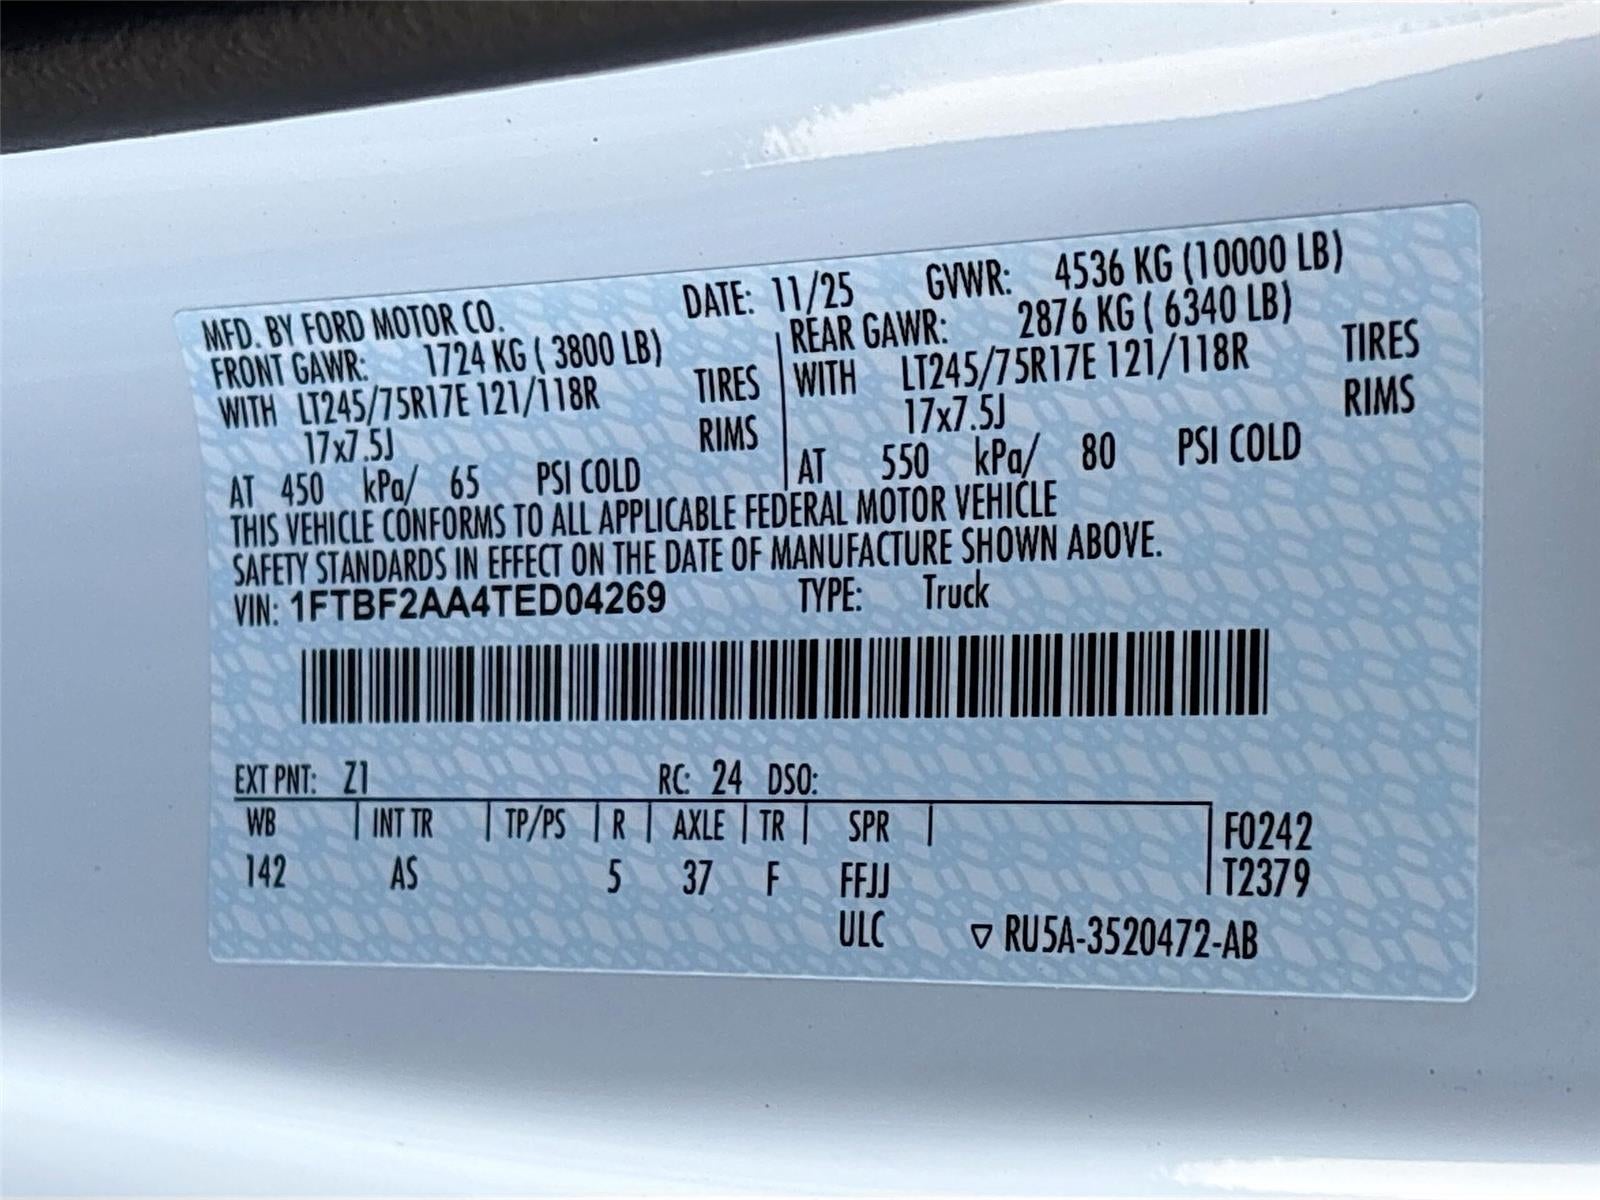 MFD. BY FORD MOTOR CO. DATE: 11/25 GVWR: 4536 KG (10000 LB)
FRONT GAWR: 1724 KG ( 3800 LB) REAR GAWR: 2876 KG ( 6340 LB)
WITH LT245/75R17E 121/118R TIRES WITH LT245/75R17E 121/118R TIRES
17x7.5J RIMS 17x7.5J RIMS
AT 450 kPa/ 65 PSI COLD AT 550 kPa/ 80 PSI COLD
THIS VEHICLE CONFORMS TO ALL APPLICABLE FEDERAL MOTOR VEHICLE
SAFETY STANDARDS IN EFFECT ON THE DATE OF MANUFACTURE SHOWN ABOVE.
VIN: 1FTBF2AA4TED04269 TYPE: Truck
EXT PNT: Z1 RC: 24 DSO:
WB INT TR TP/PS R AXLE TR SPR F0242
142 AS 5 37 F FFJJ T2379
ULC ▽ RU5A-3520472-AB